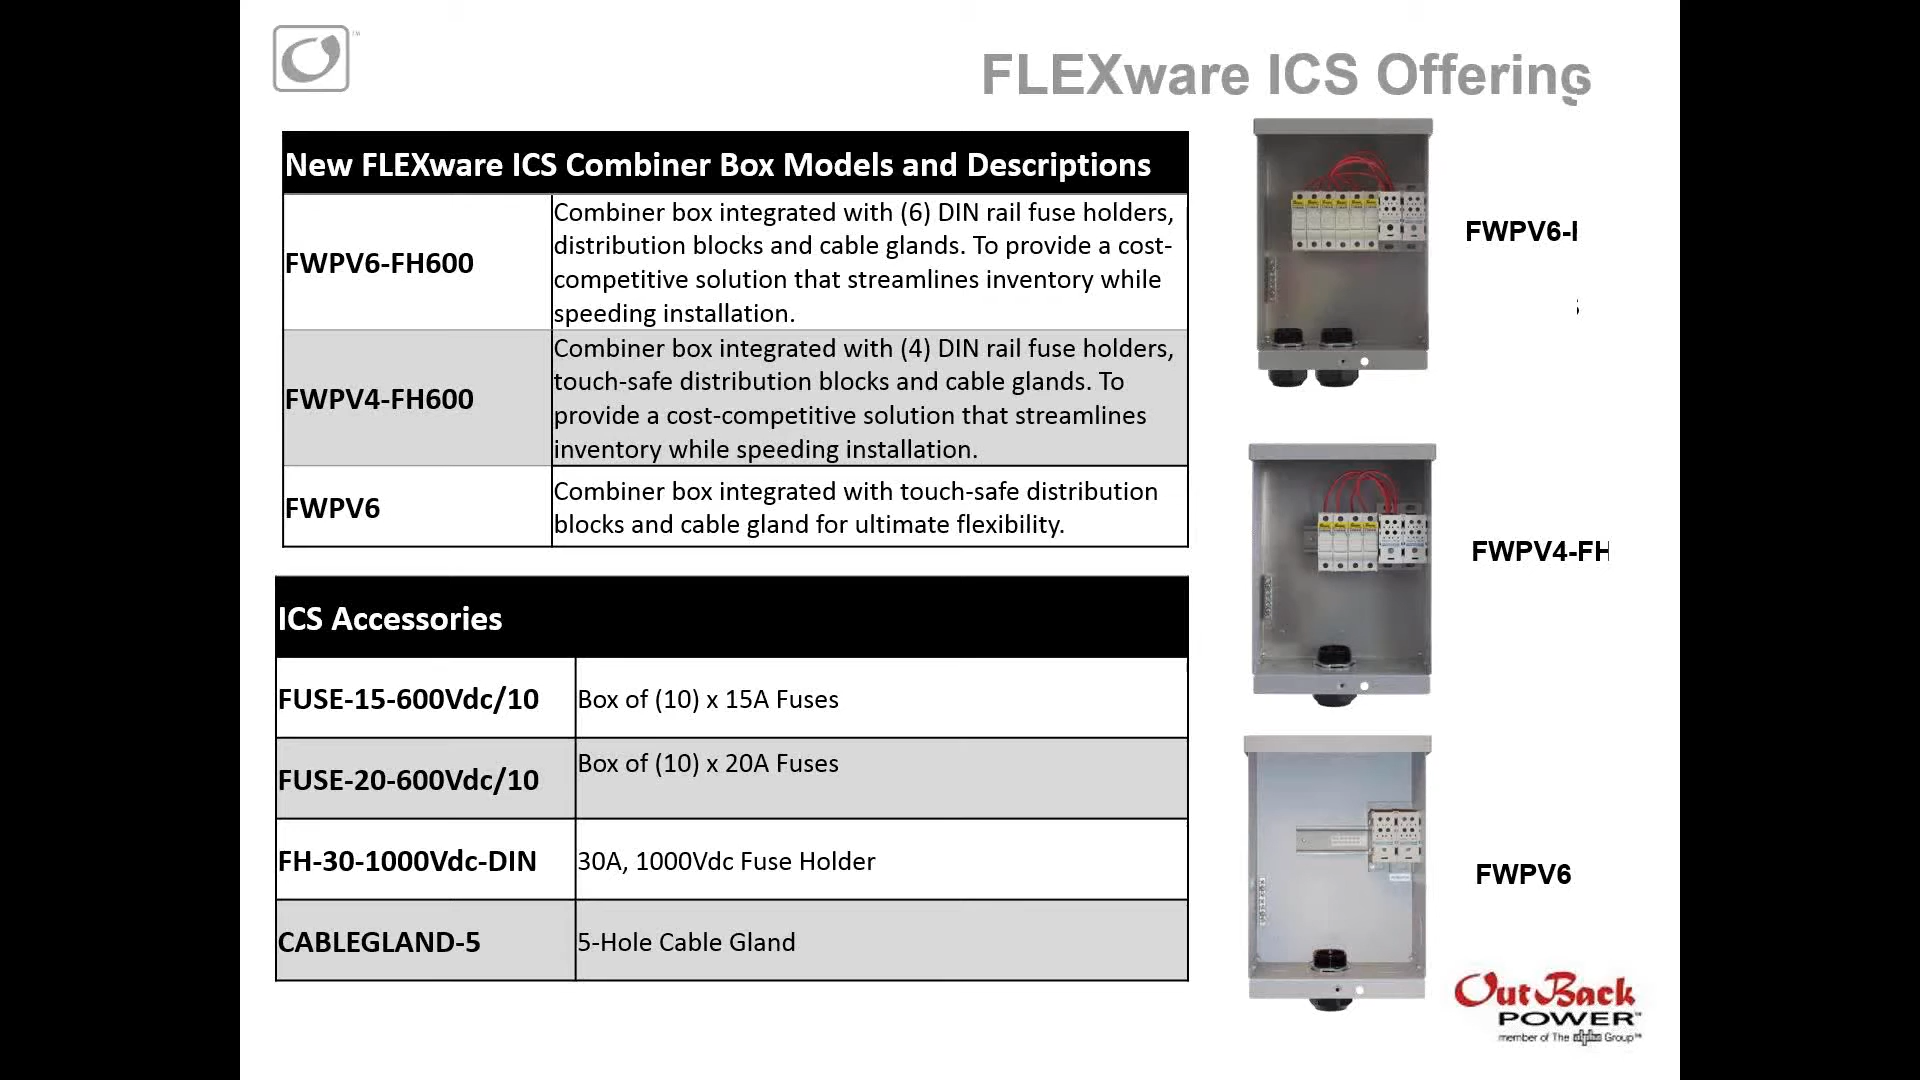 FLEXware ICS Offering
New FLEXware ICS Combiner Box Models and Descriptions
FWPV6-FH600
Combiner box integrated with (6) DIN rail fuse holders,
distribution blocks and cable glands. To provide a cost-
competitive solution that streamlines inventory while
speeding installation.
FWPV4-FH600
Combiner box integrated with (4) DIN rail fuse holders,
touch-safe distribution blocks and cable glands. To
provide a cost-competitive solution that streamlines
inventory while speeding installation.
FWPV6
Combiner box integrated with touch-safe distribution
blocks and cable gland for ultimate flexibility.
ICS Accessories
FUSE-15-600Vdc/10
Box of (10) x 15A Fuses
FUSE-20-600Vdc/10
Box of (10) x 20A Fuses
FH-30-1000Vdc-DIN
30A, 1000Vdc Fuse Holder
CABLEGLAND-5
5-Hole Cable Gland
FWPV6-
FWPV4-FH
FWPV6
OutBack
POWER™
member of The alpha Group™